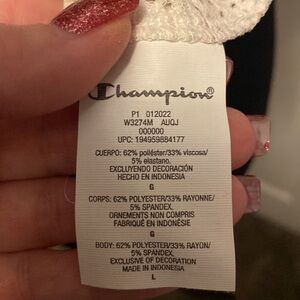 Champion®
P1 012022
W3274M AUQJ
000000
UPC: 194959884177
CUERPO: 62% poliéster/33% viscosa/
5% elastano.
EXCLUYENDO DECORACIÓN
HECHO EN INDONESIA
G
CORPS: 62% POLYESTER/33% RAYONNE/
5% SPANDEX.
ORNEMENTS NON COMPRIS
FABRIQUÉ EN INDONÉSIE
G
BODY: 62% POLYESTER/33% RAYON/
5% SPANDEX.
EXCLUSIVE OF DECORATION
MADE IN INDONESIA
L